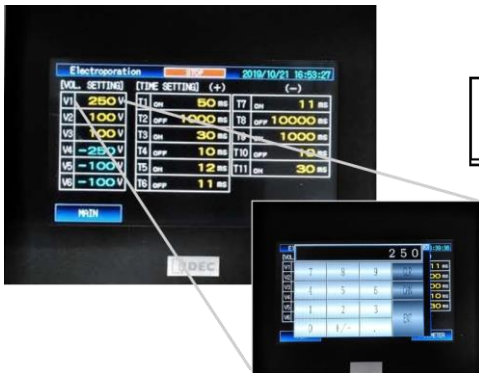 Electroporation STOP 2019/10/21 16:53:27
[VOL. SETTING] [TIME SETTING] (+) (-)
V1 250 V T1 ON 50 ms T7 ON 11 ms
V2 100 V T2 OFF 1000 ms T8 OFF 10000 ms
V3 100 V T3 ON 30 ms T9 ON 1000 ms
V4 -250 V T4 OFF 10 ms T10 OFF 10 ms
V5 -100 V T5 ON 12 ms T11 ON 30 ms
V6 -100 V T6 OFF 11 ms
MAIN
IDEC
250
7 8 9
4 5 6
1 2 3
0 +/- .